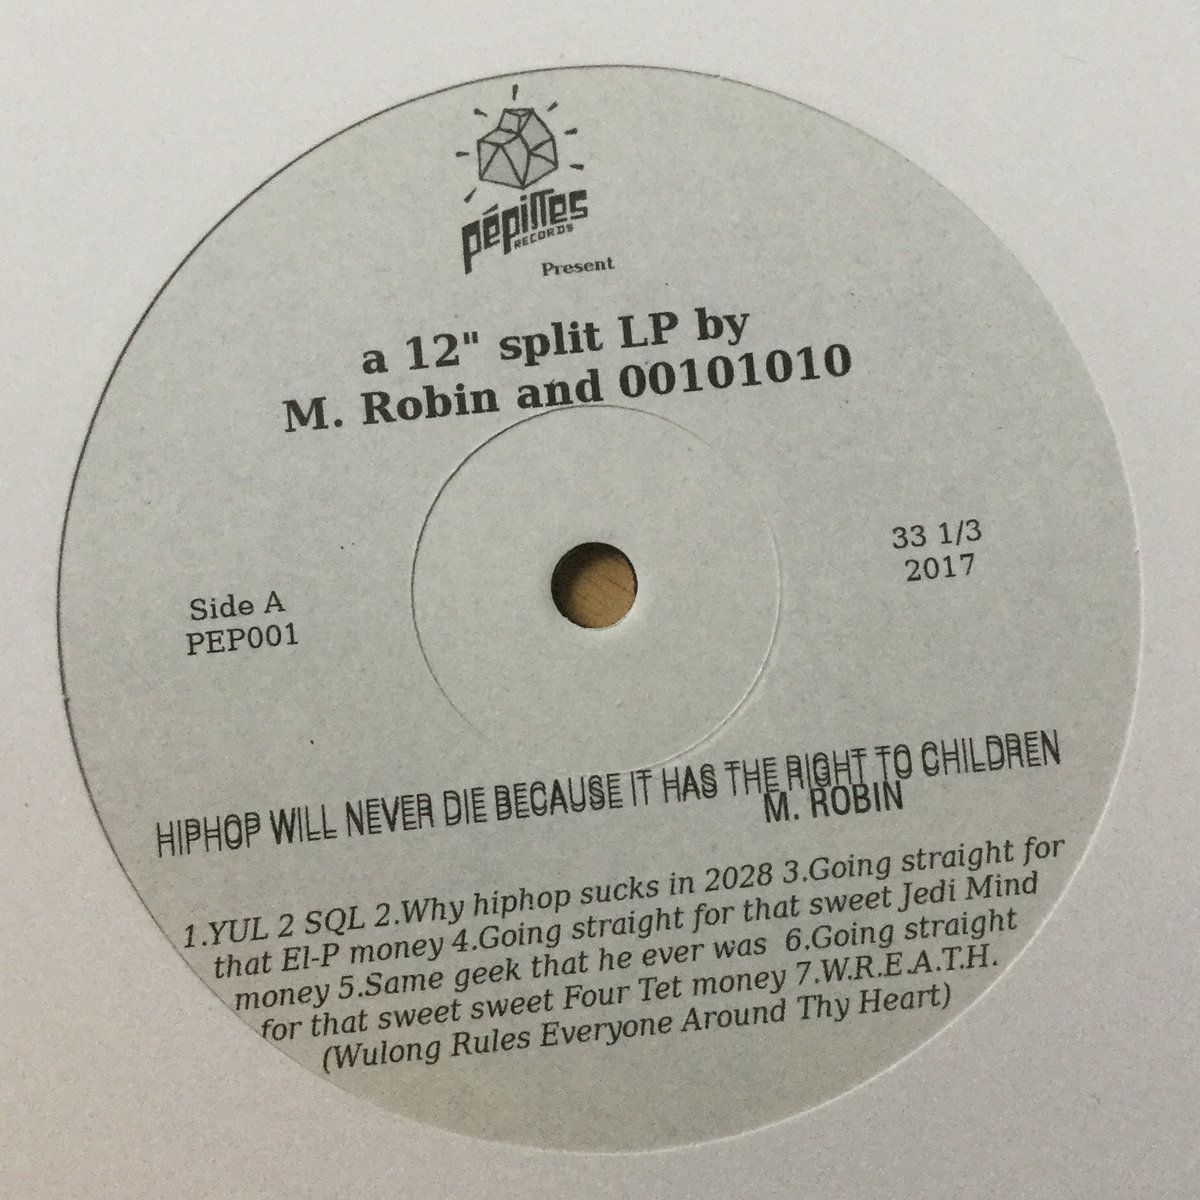 pépites
RECORDS
Present
a 12" split LP by
M. Robin and 00101010
33 1/3
2017
Side A
PEP001
HIPHOP WILL NEVER DIE BECAUSE IT HAS THE RIGHT TO CHILDREN
M. ROBIN
1.YUL 2 SQL 2.Why hiphop sucks in 2028 3.Going straight for
that El-P money 4.Going straight for that sweet Jedi Mind
money 5.Same geek that he ever was 6.Going straight
for that sweet sweet Four Tet money 7.W.R.E.A.T.H.
(Wulong Rules Everyone Around Thy Heart)